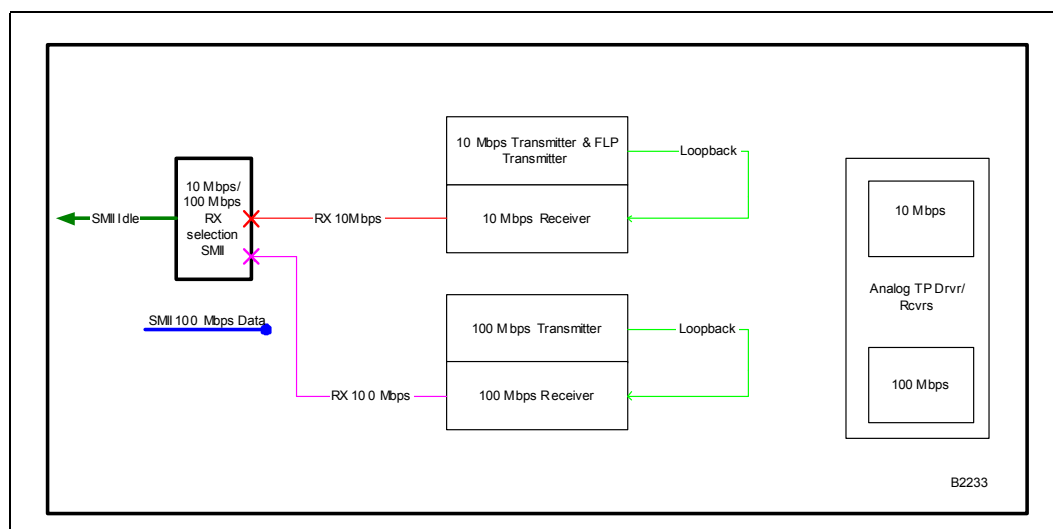 10 Mbps Transmitter & FLP
Transmitter
Loopback
10 Mbps/
100 Mbps
RX
selection
SMII
SMII Idle
RX 10Mbps
10 Mbps Receiver
10 Mbps
Analog TP Drvr/
Rcvrs
SMII 100 Mbps Data
100 Mbps Transmitter
Loopback
RX 100 Mbps
100 Mbps Receiver
100 Mbps
B2233